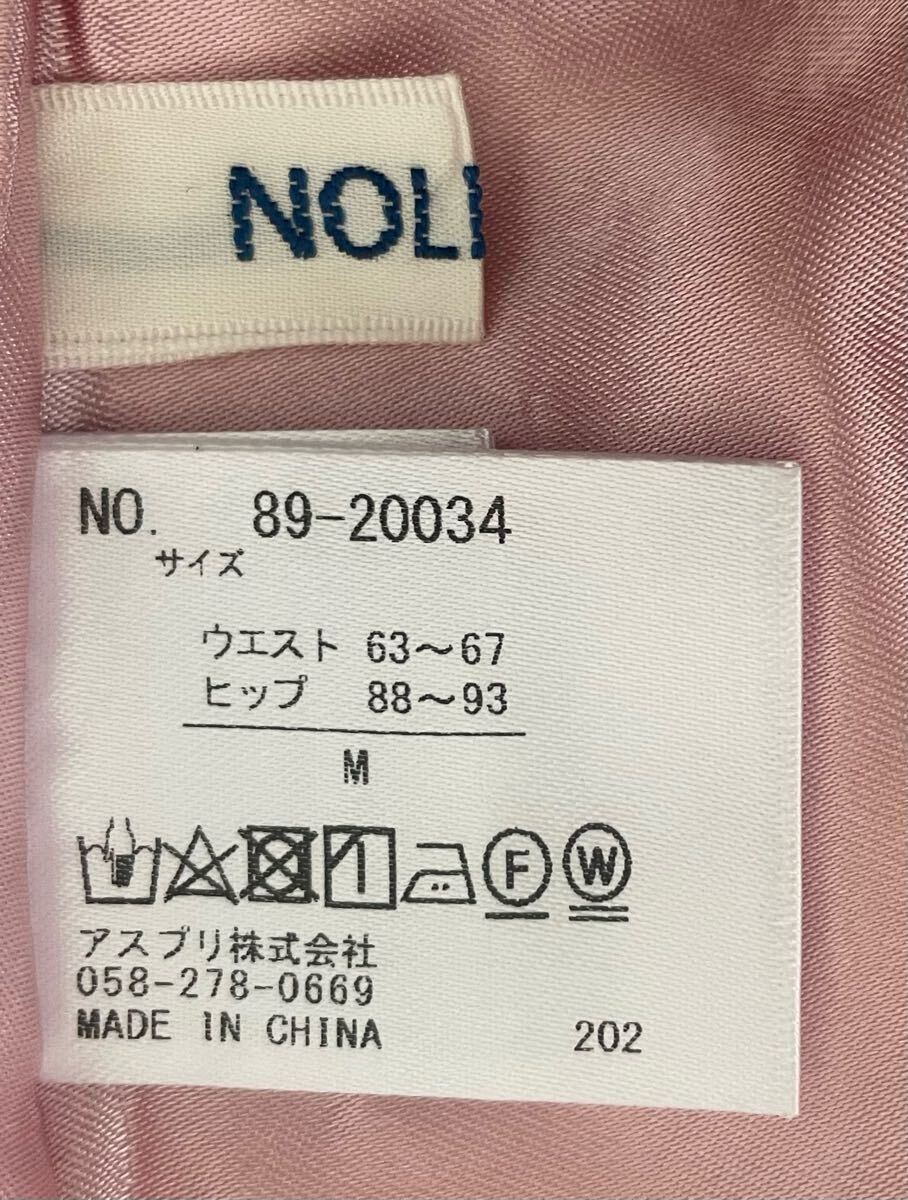 NOL
NO. 89-20034
サイズ
ウエスト 63〜67
ヒップ 88〜93
M
F W
アスブリ株式会社
058-278-0669
MADE IN CHINA 202